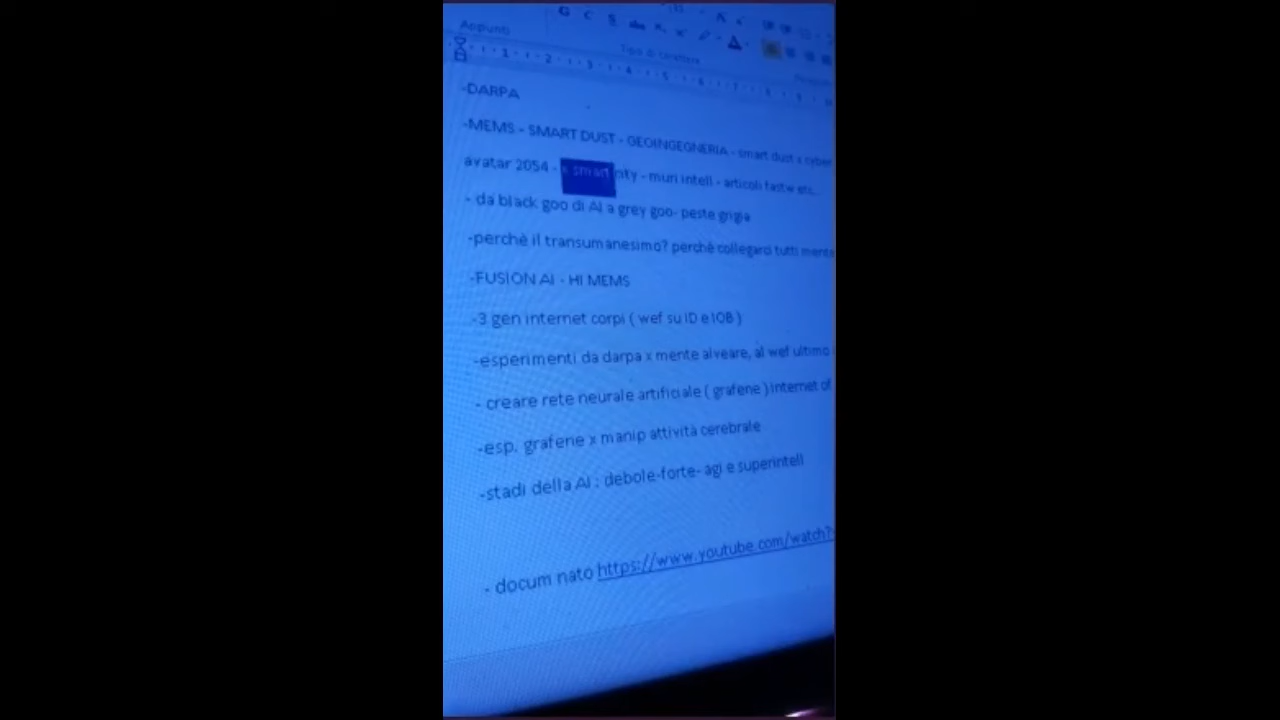 Appunti
Tipo di carattere
-DARPA
-MEMS - SMART DUST - GEOINGEGNERIA - smart dust x cyber
avatar 2054 - x smart city - muri intell - articoli fastw etc..
- da black goo di AI a grey goo- peste grigia
-perchè il transumanesimo? perchè collegarci tutti mente
-FUSION AI - HI MEMS
-3 gen internet corpi ( wef su ID e IOB )
-esperimenti da darpa x mente alveare, al wef ultimo
- creare rete neurale artificiale ( grafene ) internet of
-esp. grafene x manip attività cerebrale
-stadi della AI : debole-forte- agi e superintell
- docum nato https://www.youtube.com/watch?